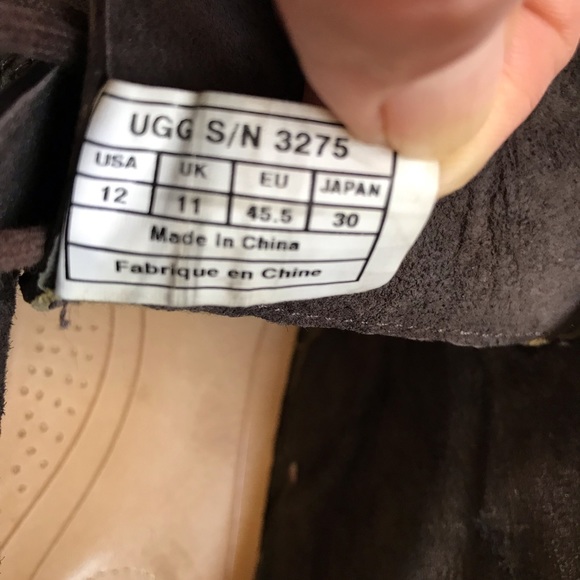 UGG S/N 3275
USA UK EU JAPAN
12 11 45.5 30
Made In China
Fabrique en Chine